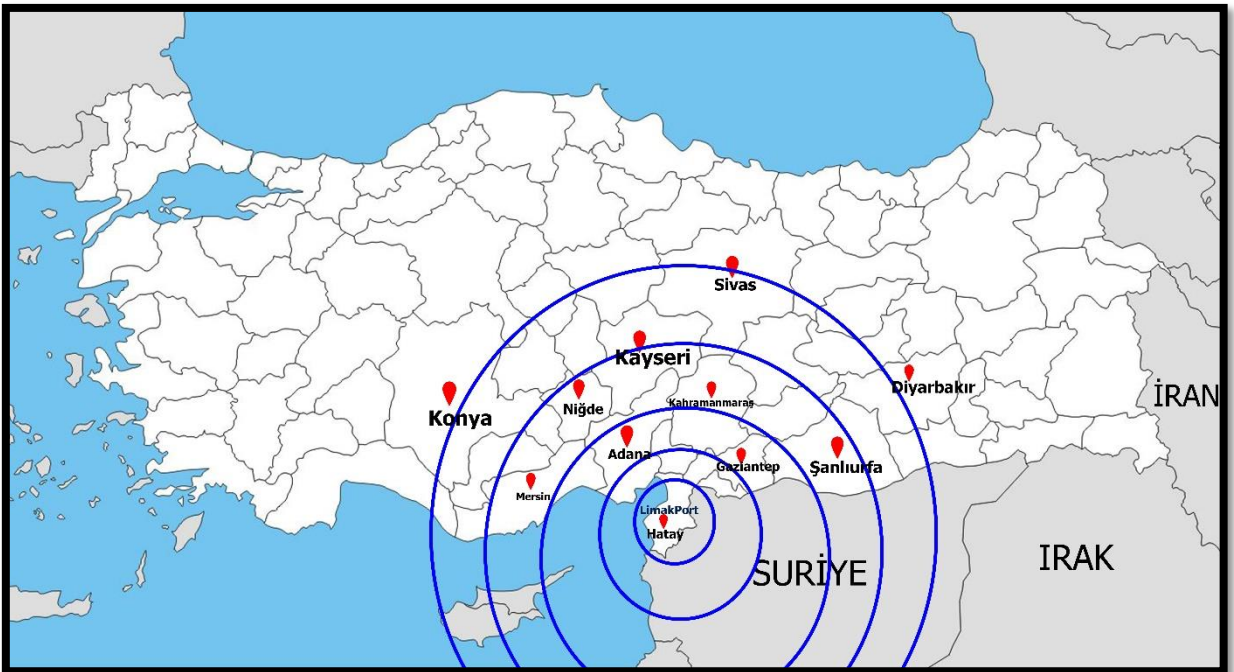 Sivas
Kayseri
Diyarbakır
İRAN
Niğde
Kahramanmaraş
Konya
Adana
Gaziantep
Şanlıurfa
Mersin
LimakPort
Hatay
SURİYE
IRAK